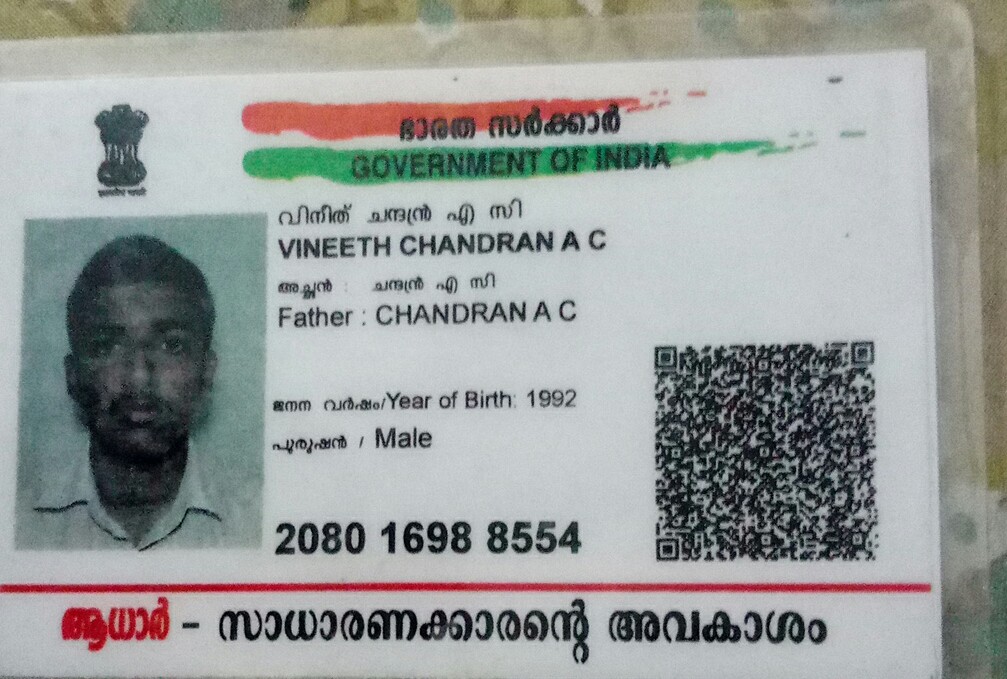 ഭാരത സർക്കാർ
GOVERNMENT OF INDIA
വിനീത് ചന്ദ്രൻ എ സി
VINEETH CHANDRAN A C
അച്ഛൻ : ചന്ദ്രൻ എ സി
Father : CHANDRAN A C
ജനന വർഷം/Year of Birth: 1992
പുരുഷൻ / Male
2080 1698 8554
ആധാർ - സാധാരണക്കാരന്റെ അവകാശം